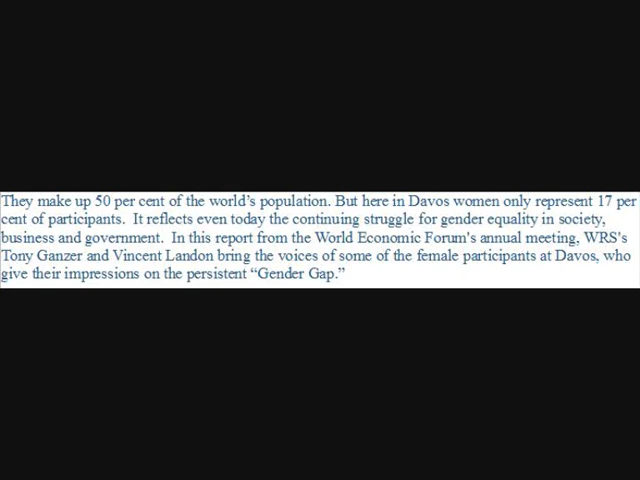 They make up 50 per cent of the world’s population. But here in Davos women only represent 17 per
cent of participants.  It reflects even today the continuing struggle for gender equality in society,
business and government.  In this report from the World Economic Forum's annual meeting, WRS's
Tony Ganzer and Vincent Landon bring the voices of some of the female participants at Davos, who
give their impressions on the persistent “Gender Gap.”